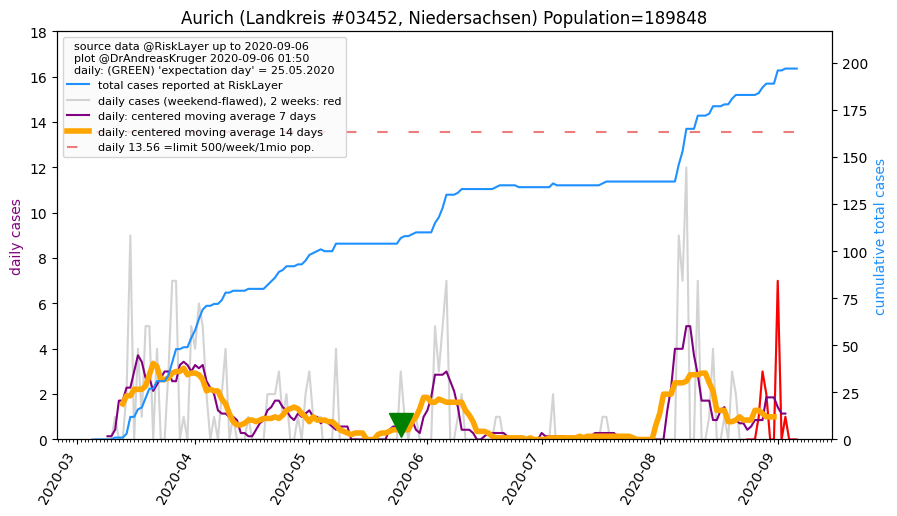 Aurich (Landkreis #03452, Niedersachsen) Population=189848
source data @RiskLayer up to 2020-09-06
plot @DrAndreasKruger 2020-09-06 01:50
daily: (GREEN) 'expectation day' = 25.05.2020
total cases reported at RiskLayer
daily cases (weekend-flawed), 2 weeks: red
daily: centered moving average 7 days
daily: centered moving average 14 days
daily 13.56 =limit 500/week/1mio pop.
daily cases
18
16
14
12
10
8
6
4
2
0
cumulative total cases
200
175
150
125
100
75
50
25
0
2020-03
2020-04
2020-05
2020-06
2020-07
2020-08
2020-09